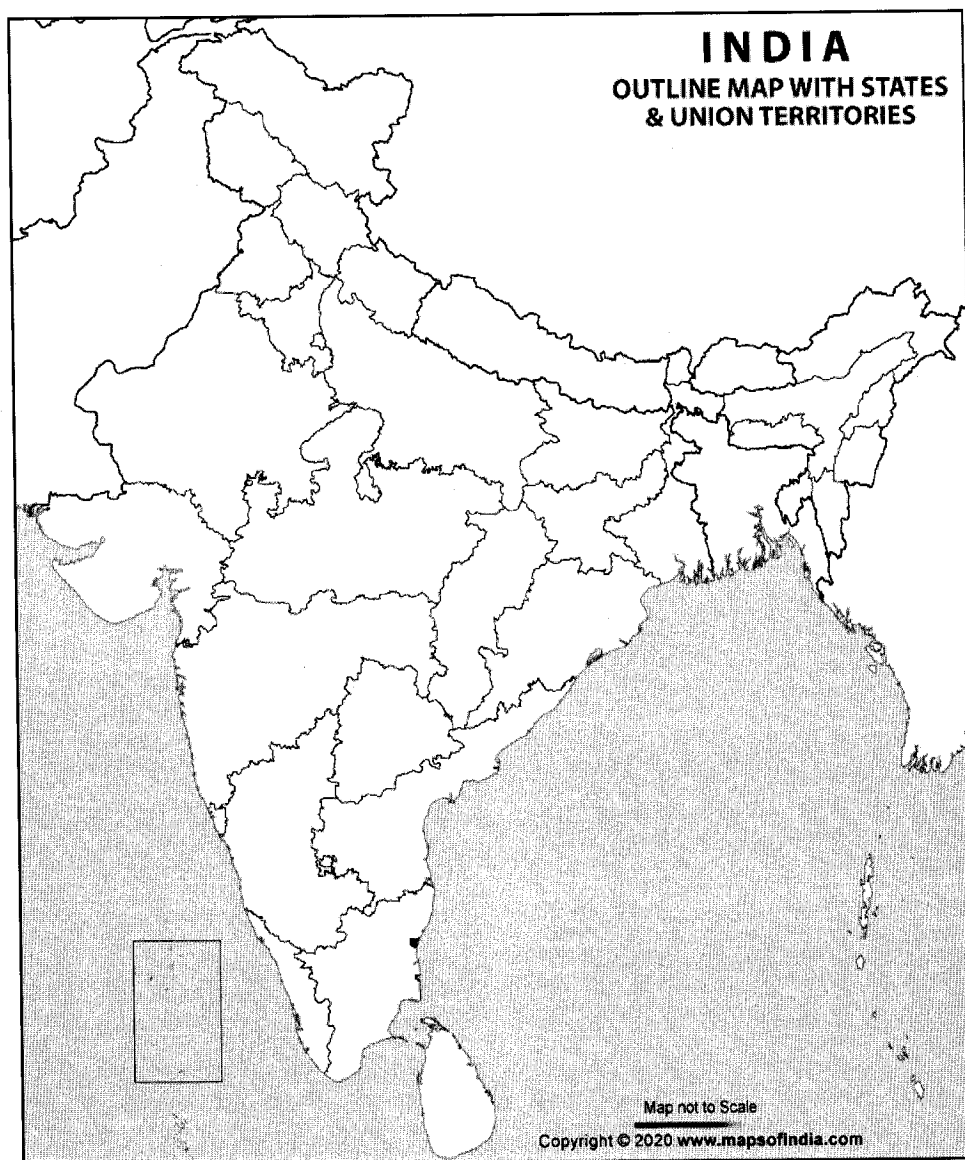 INDIA
OUTLINE MAP WITH STATES
& UNION TERRITORIES
Map not to Scale
Copyright © 2020 www.mapsofindia.com